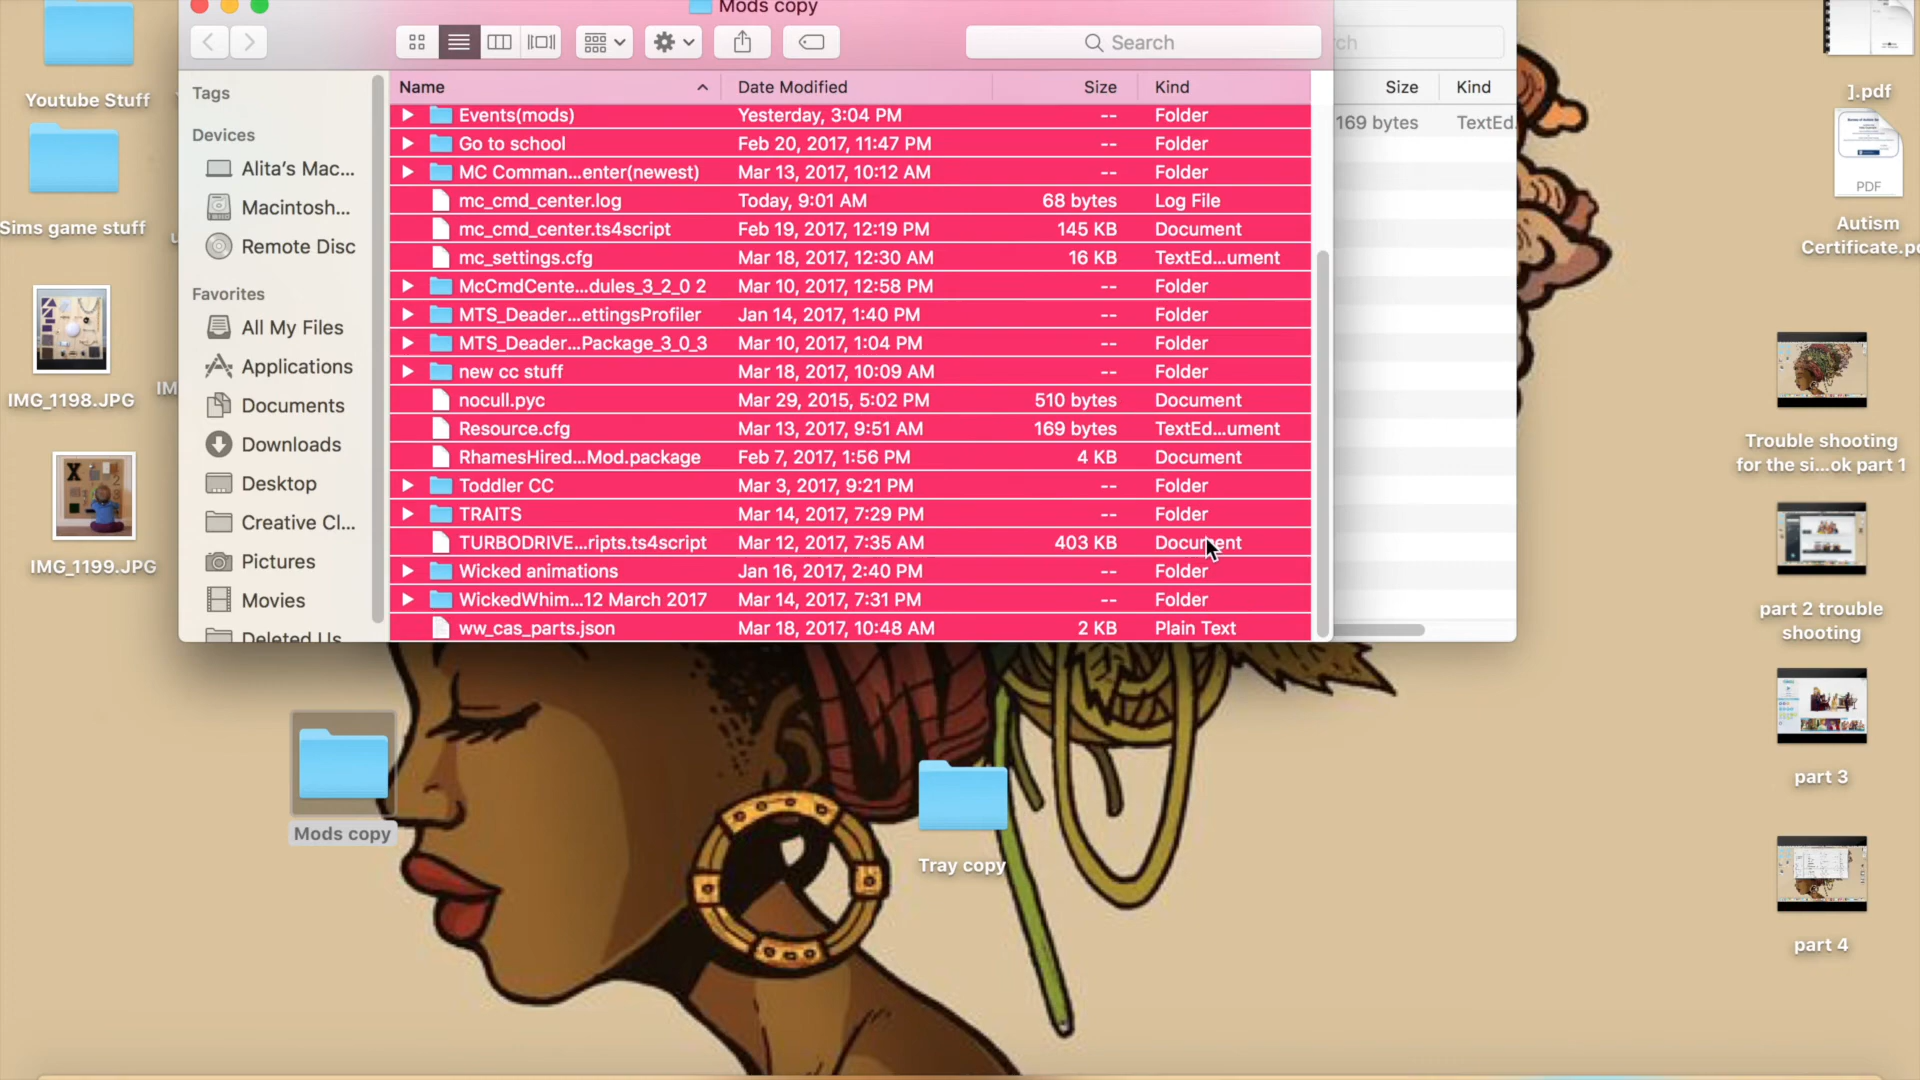 Mods copy
Search
ch
Tags
Devices
Alita's Mac...
Macintosh...
Remote Disc
Favorites
All My Files
Applications
Documents
Downloads
Desktop
Creative Cl...
Pictures
Movies
Deleted Us
Name Date Modified Size Kind
Events(mods) Yesterday, 3:04 PM -- Folder
Go to school Feb 20, 2017, 11:47 PM -- Folder
MC Comman...enter(newest) Mar 13, 2017, 10:12 AM -- Folder
mc_cmd_center.log Today, 9:01 AM 68 bytes Log File
mc_cmd_center.ts4script Feb 19, 2017, 12:19 PM 145 KB Document
mc_settings.cfg Mar 18, 2017, 12:30 AM 16 KB TextEd...ument
McCmdCente...dules_3_2_0 2 Mar 10, 2017, 12:58 PM -- Folder
MTS_Deader...ettingsProfiler Jan 14, 2017, 1:40 PM -- Folder
MTS_Deader...Package_3_0_3 Mar 10, 2017, 1:04 PM -- Folder
new cc stuff Mar 18, 2017, 10:09 AM -- Folder
nocull.pyc Mar 29, 2015, 5:02 PM 510 bytes Document
Resource.cfg Mar 13, 2017, 9:51 AM 169 bytes TextEd...ument
RhamesHired...Mod.package Feb 7, 2017, 1:56 PM 4 KB Document
Toddler CC Mar 3, 2017, 9:21 PM -- Folder
TRAITS Mar 14, 2017, 7:29 PM -- Folder
TURBODRIVE...ripts.ts4script Mar 12, 2017, 7:35 AM 403 KB Document
Wicked animations Jan 16, 2017, 2:40 PM -- Folder
WickedWhim...12 March 2017 Mar 14, 2017, 7:31 PM -- Folder
ww_cas_parts.json Mar 18, 2017, 10:48 AM 2 KB Plain Text
Size Kind
169 bytes TextEd.
Youtube Stuff
Sims game stuff
IMG_1198.JPG
IM
IMG_1199.JPG
Mods copy
Tray copy
].pdf
PDF
Autism
Certificate.pd
Trouble shooting
for the si...ok part 1
part 2 trouble
shooting
part 3
part 4